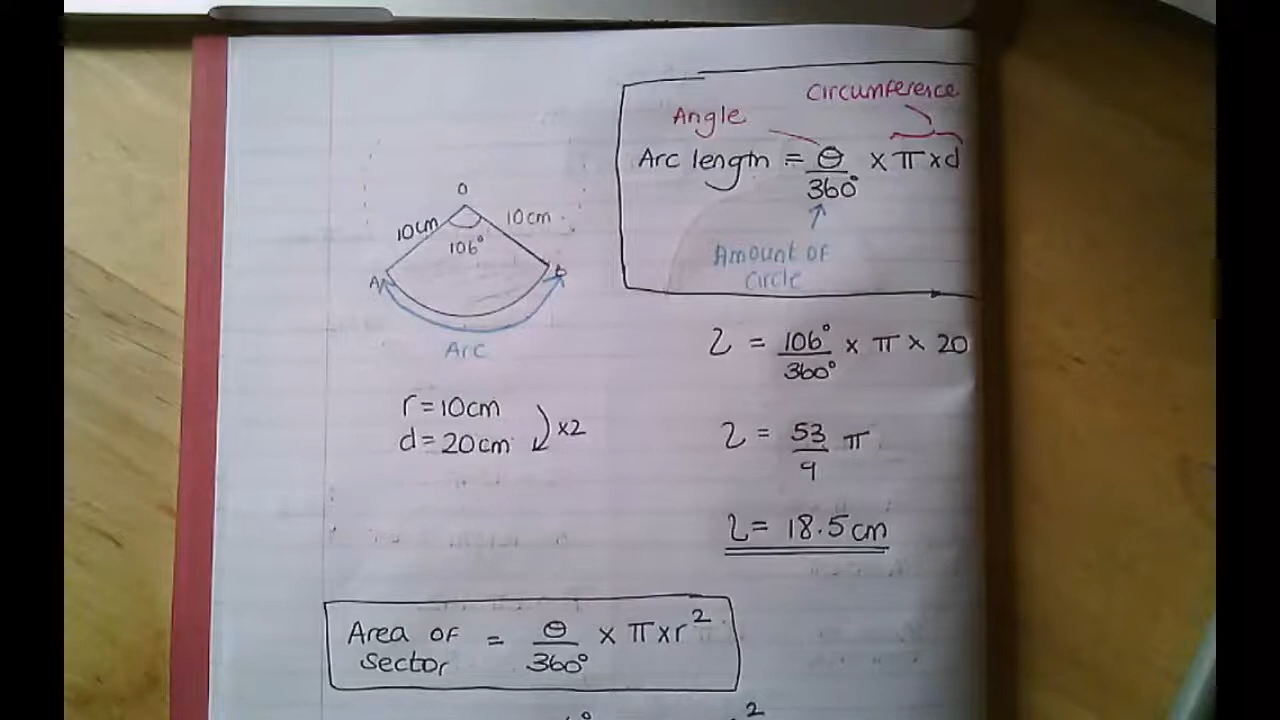 Circumference
Angle
Arc length = θ/360° × π × d
Amount of
circle
O
10cm 10cm
106°
A
Arc
l = 106°/360° × π × 20
r = 10cm
d = 20cm
×2
l = 53/9 π
l = 18.5cm
Area of sector = θ/360° × π × r²